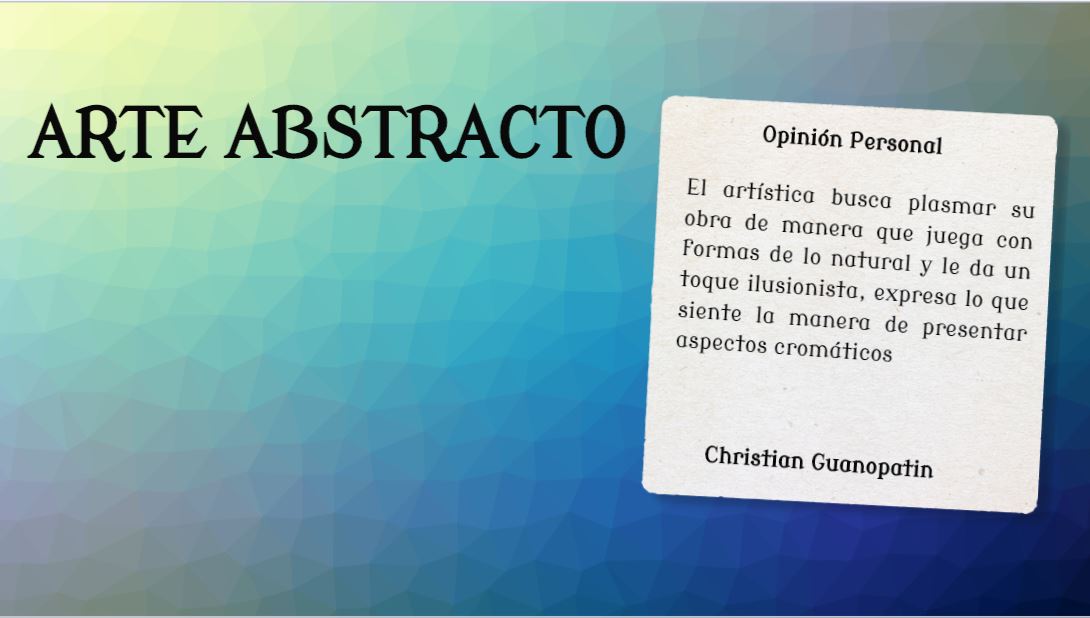 ARTE ABSTRACTO
Opinión Personal
El artística busca plasmar su
obra de manera que juega con
formas de lo natural y le da un
toque ilusionista, expresa lo que
siente la manera de presentar
aspectos cromáticos
Christian Guanopatin